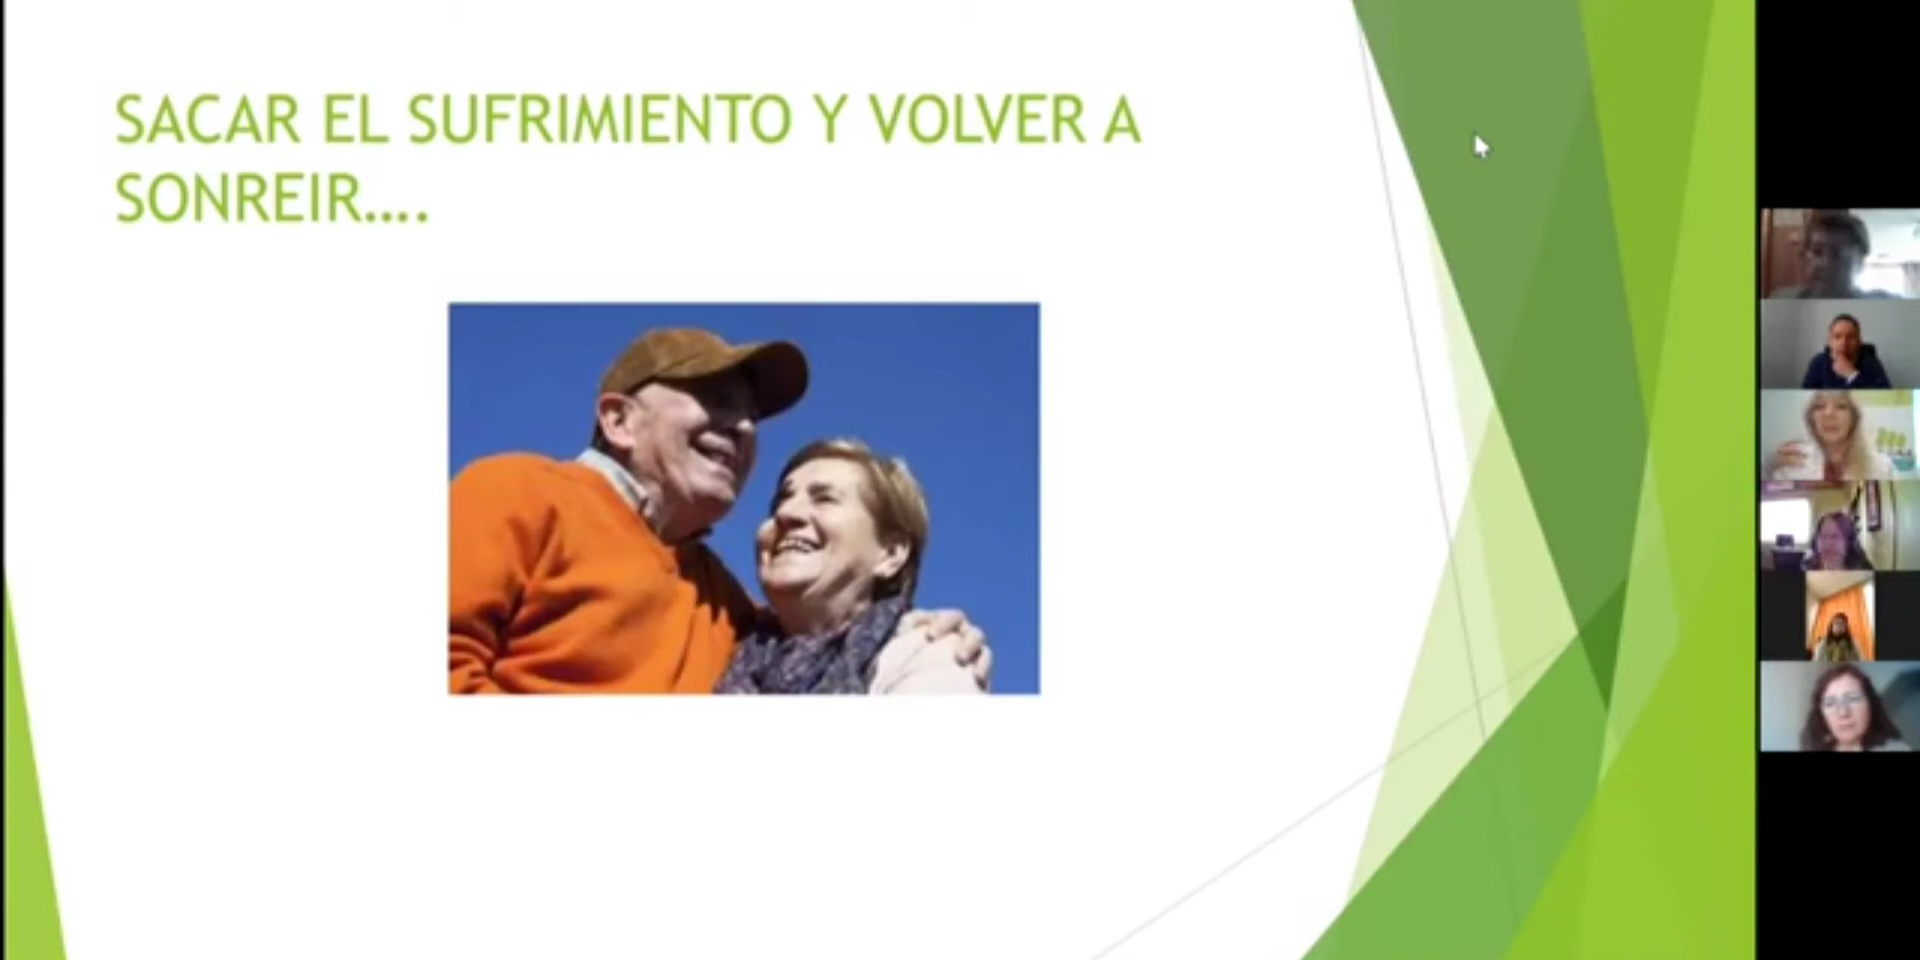 SACAR EL SUFRIMIENTO Y VOLVER A
SONREIR....